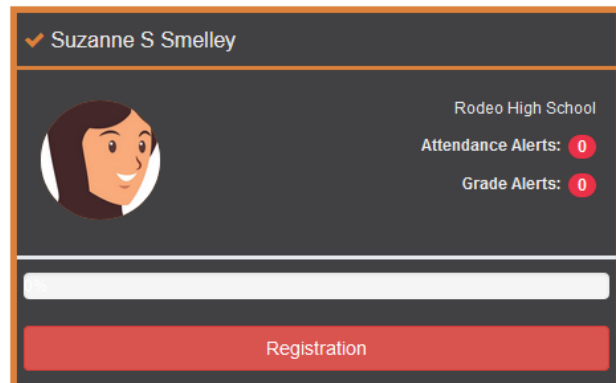 Suzanne S Smelley
Rodeo High School
Attendance Alerts: 0
Grade Alerts: 0
0%
Registration